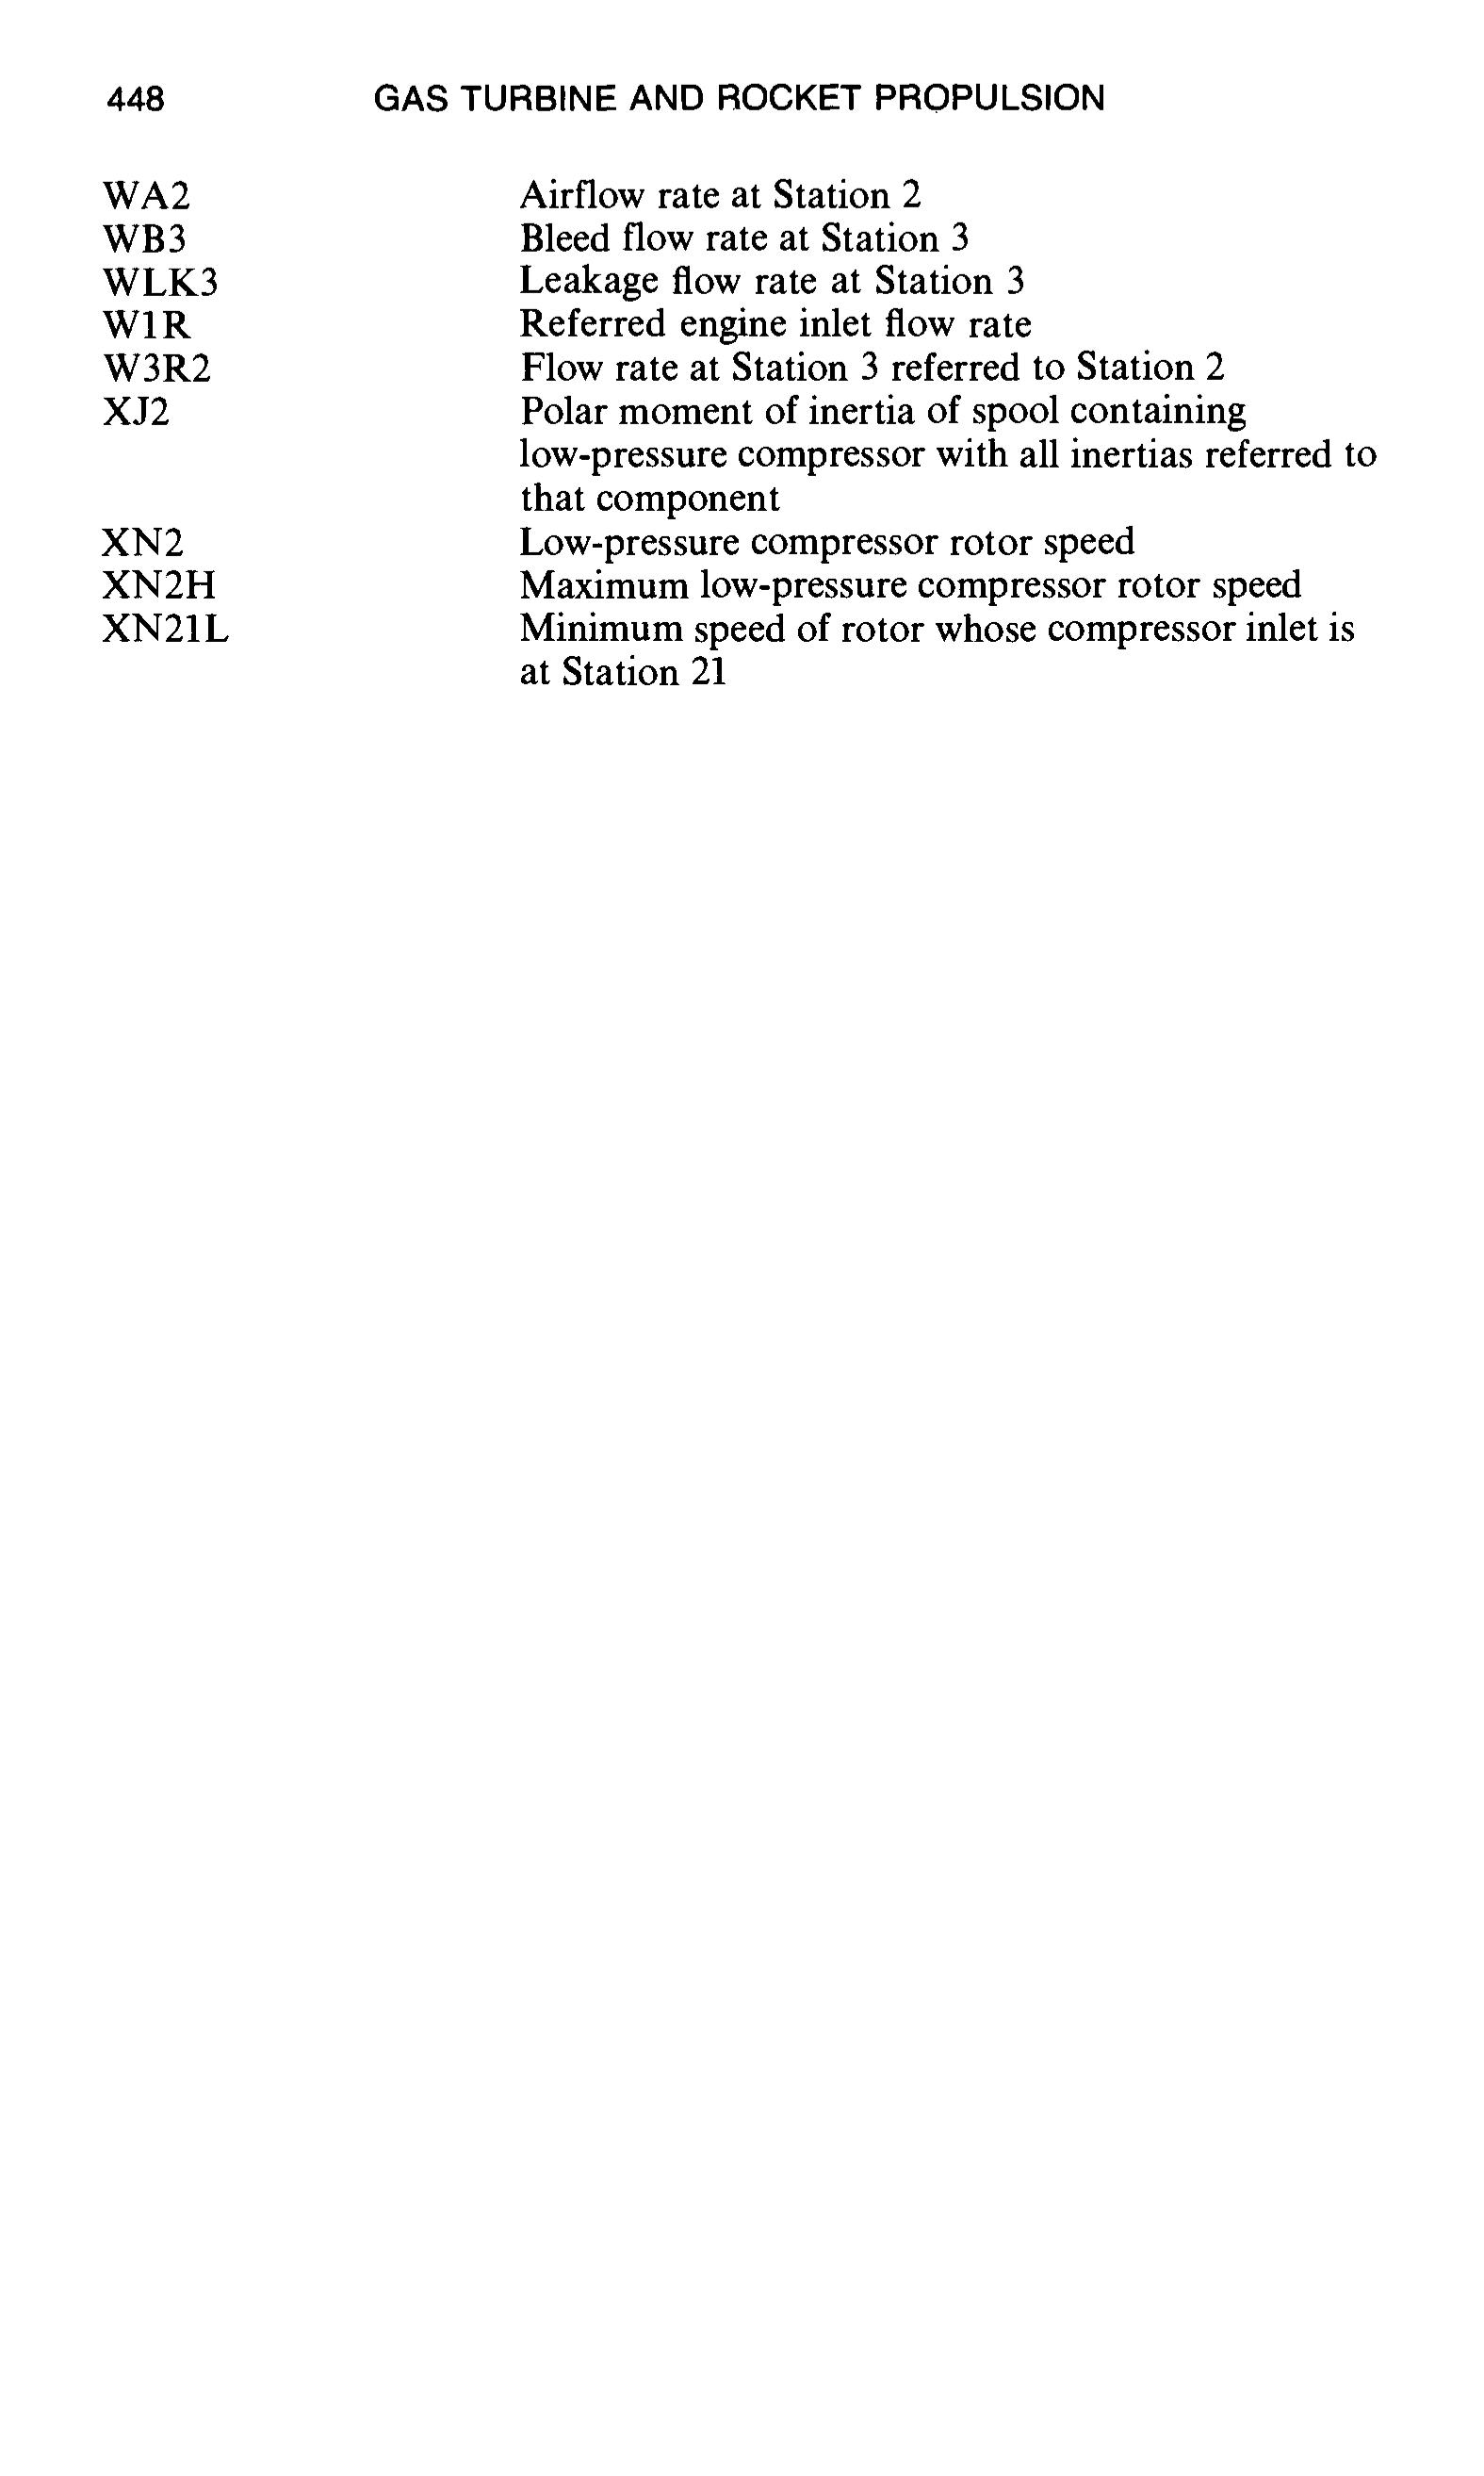 448 GAS TURBINE AND ROCKET PROPULSION
WA2 Airflow rate at Station 2
WB3 Bleed flow rate at Station 3
WLK3 Leakage flow rate at Station 3
W1R Referred engine inlet flow rate
W3R2 Flow rate at Station 3 referred to Station 2
XJ2 Polar moment of inertia of spool containing
low-pressure compressor with all inertias referred to
that component
XN2 Low-pressure compressor rotor speed
XN2H Maximum low-pressure compressor rotor speed
XN21L Minimum speed of rotor whose compressor inlet is
at Station 21